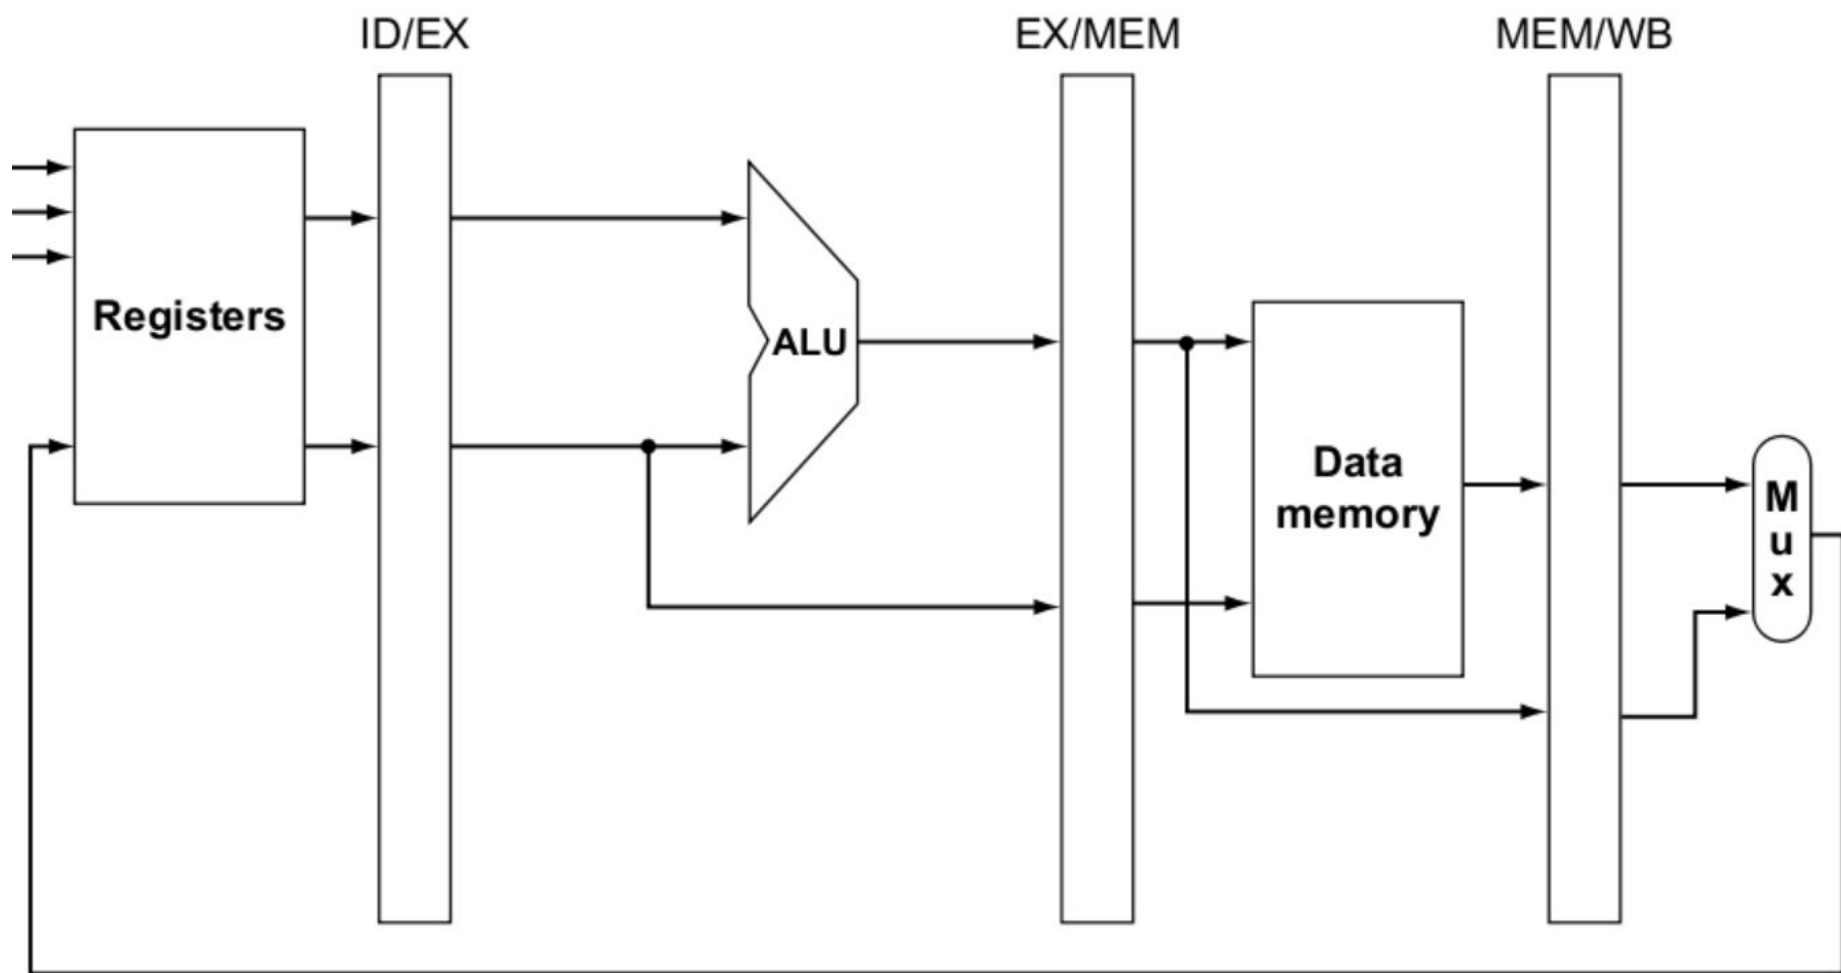 ID/EX
EX/MEM
MEM/WB
Registers
ALU
Data
memory
M
u
x